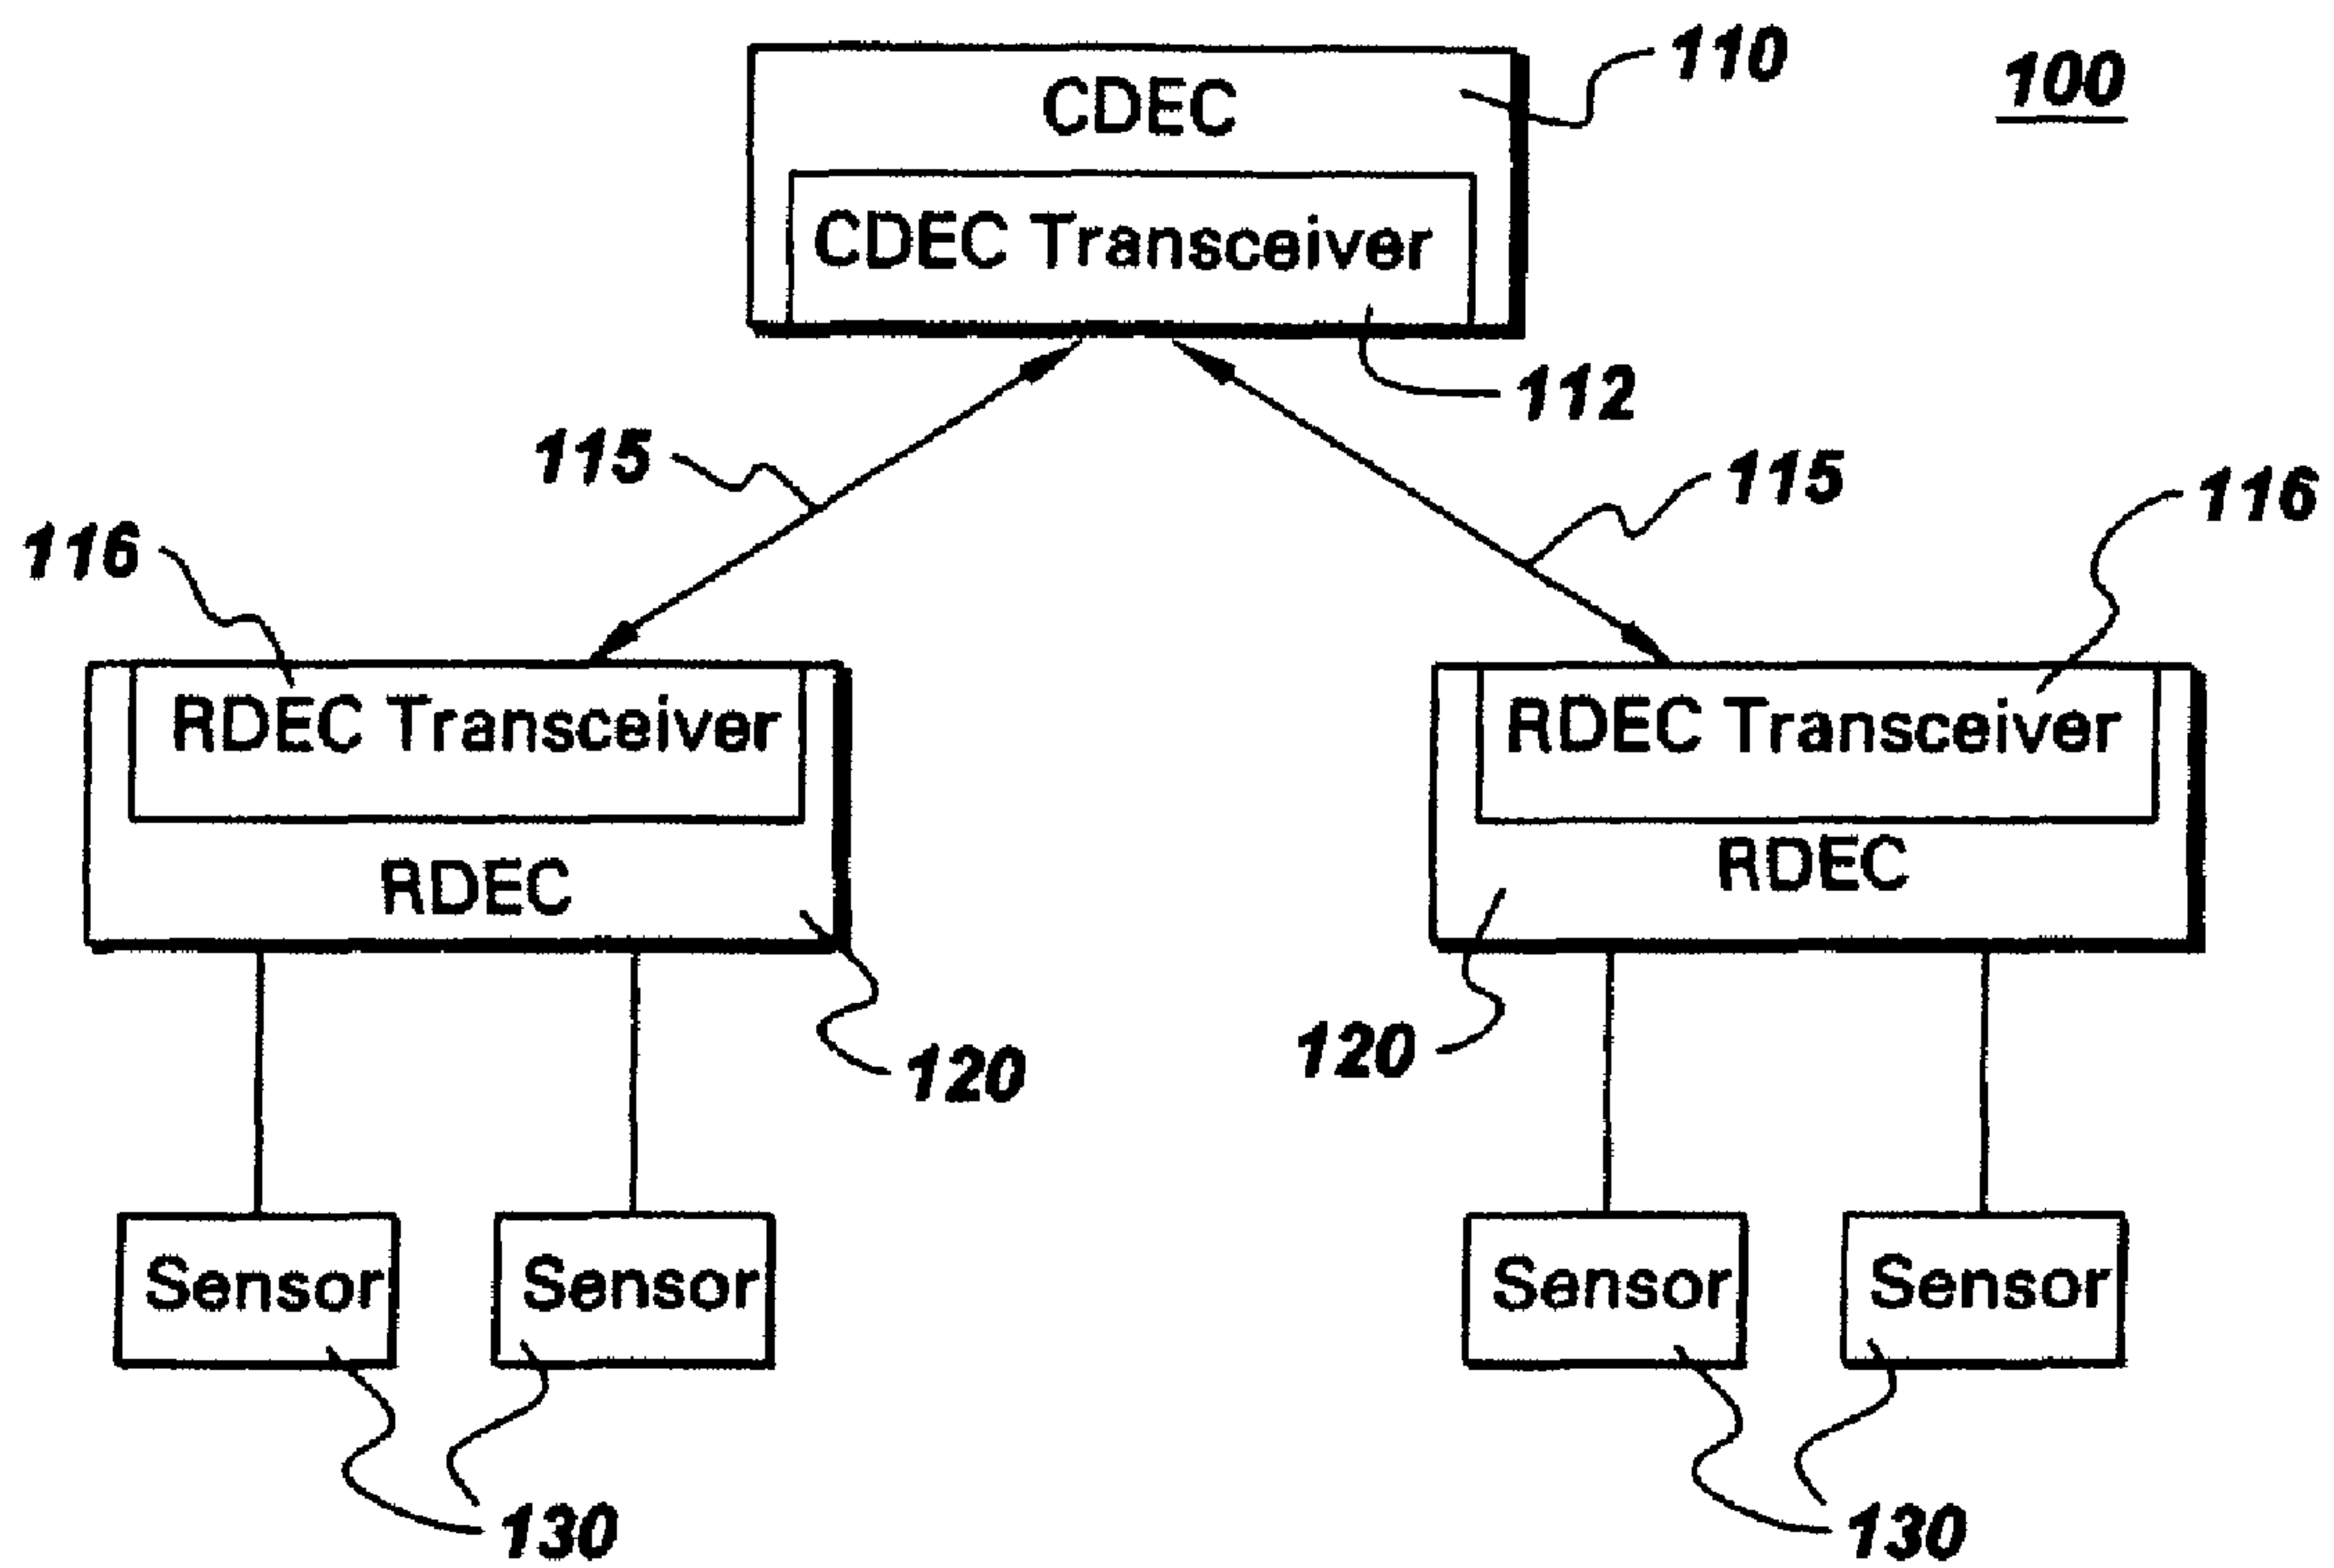 110
100
CDEC
CDEC Transceiver
112
115
115
116
116
RDEC Transceiver
RDEC Transceiver
RDEC
RDEC
120
120
Sensor
Sensor
Sensor
Sensor
130
130